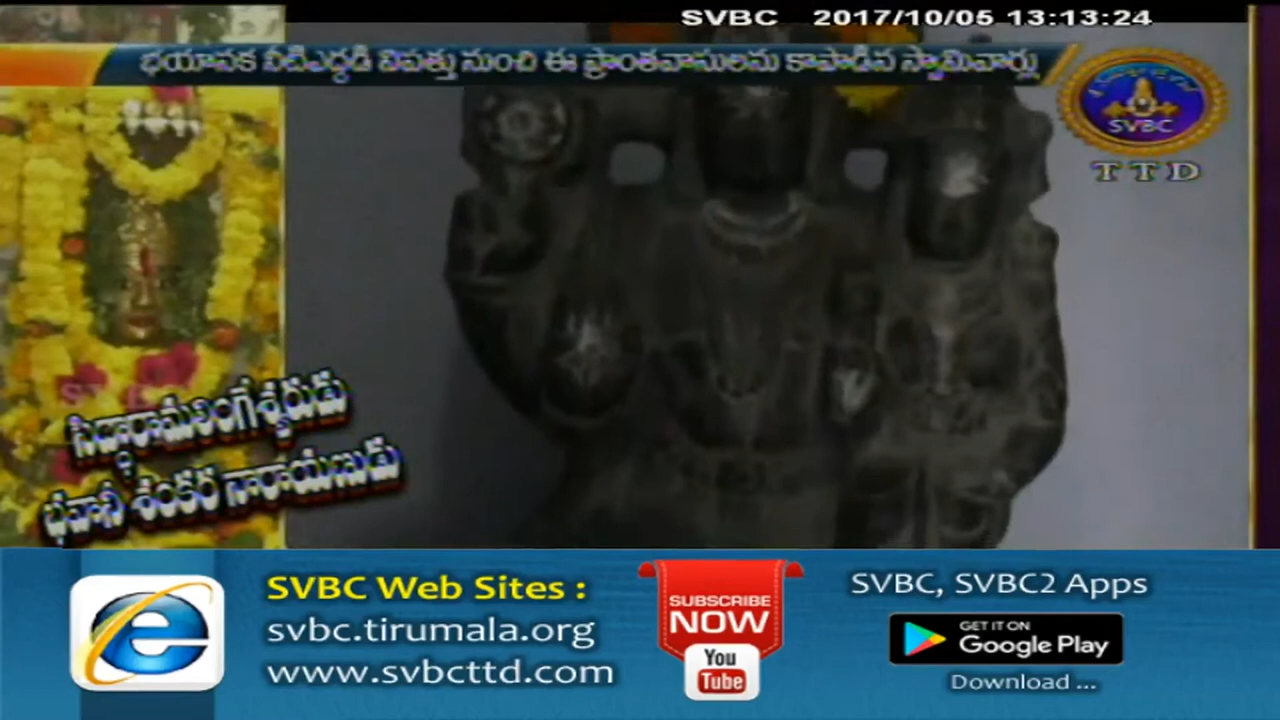 SVBC 2017/10/05 13:13:24
భయానక నీటిఎద్దడి విపత్తు నుంచి ఈ ప్రాంతవాసులను కాపాడిన స్వామివార్లు
SVBC
TTD
సిద్ధారామలింగేశ్వరుడు
భవాని శంకర నారాయణుడు
SVBC Web Sites :
svbc.tirumala.org
www.svbcttd.com
SUBSCRIBE
NOW
You
Tube
SVBC, SVBC2 Apps
GET IT ON
Google Play
Download ...